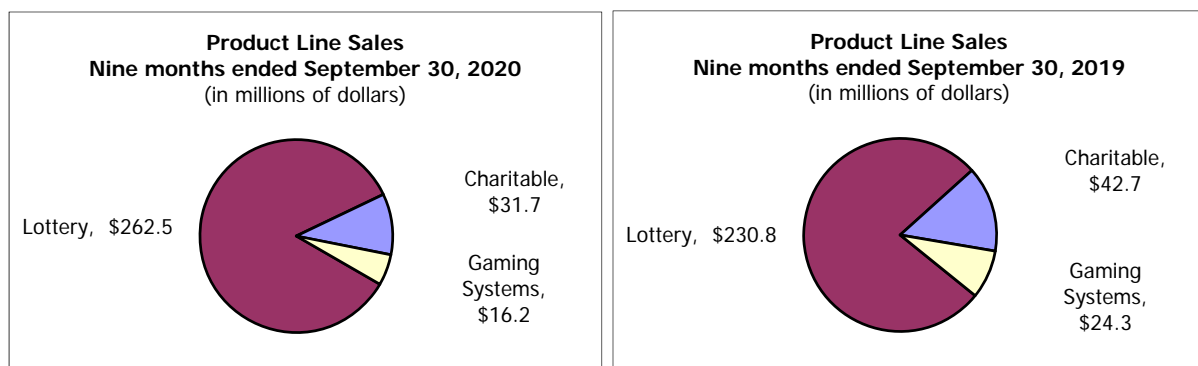 Product Line Sales
Nine months ended September 30, 2020
(in millions of dollars)
Charitable,
$31.7
Lottery, $262.5
Gaming
Systems,
$16.2
Product Line Sales
Nine months ended September 30, 2019
(in millions of dollars)
Charitable,
$42.7
Lottery, $230.8
Gaming
Systems,
$24.3